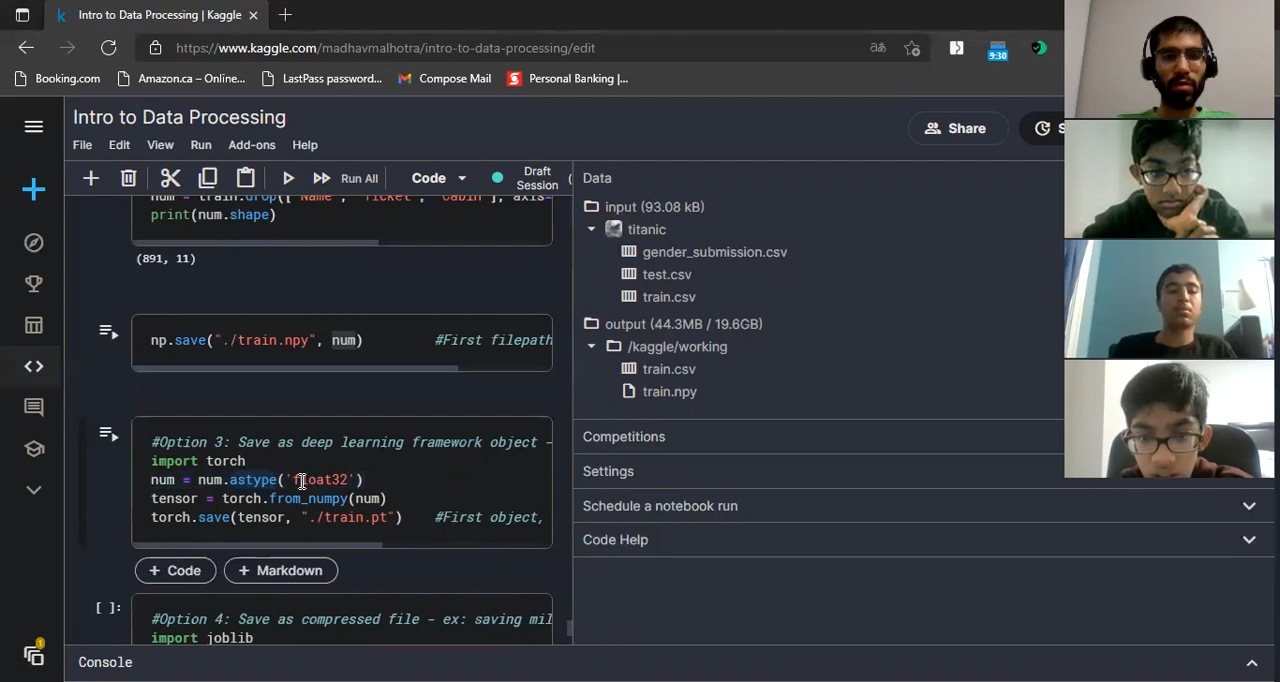 Intro to Data Processing | Kaggle
https://www.kaggle.com/madhavmalhotra/intro-to-data-processing/edit
9:30
Booking.com
Amazon.ca – Online...
LastPass password...
Compose Mail
Personal Banking |...
Intro to Data Processing
File Edit View Run Add-ons Help
Share
Run All
Code
Draft
Session
print(num.shape)
(891, 11)
np.save("./train.npy", num) #First filepath
#Option 3: Save as deep learning framework object -
import torch
num = num.astype('float32')
tensor = torch.from_numpy(num)
torch.save(tensor, "./train.pt") #First object,
+ Code
+ Markdown
[ ]:
#Option 4: Save as compressed file - ex: saving mil
import joblib
Console
Data
input (93.08 kB)
titanic
gender_submission.csv
test.csv
train.csv
output (44.3MB / 19.6GB)
/kaggle/working
train.csv
train.npy
Competitions
Settings
Schedule a notebook run
Code Help
1